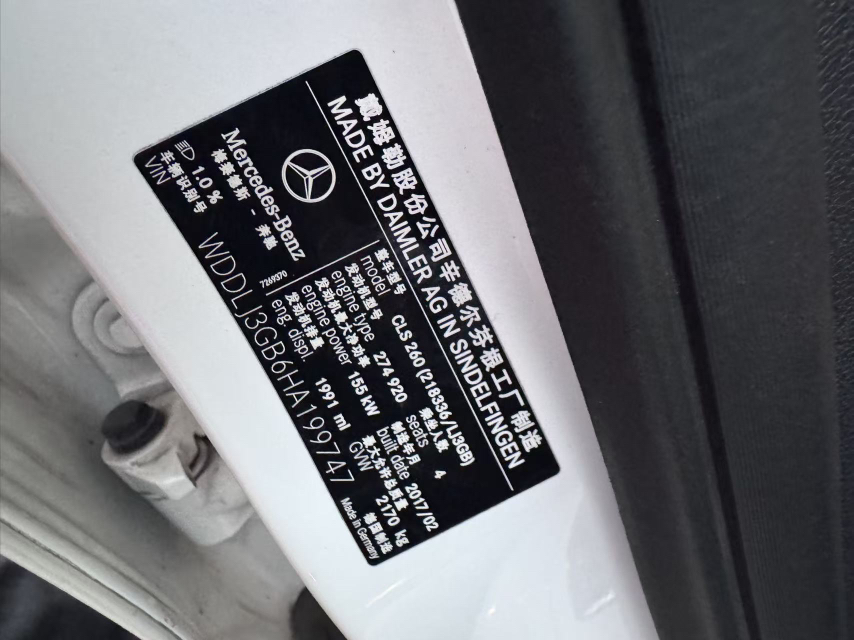 戴姆勒股份公司辛德尔芬根工厂制造
MADE BY DAIMLER AG IN SINDELFINGEN
Mercedes-Benz
梅赛德斯 - 奔驰
7269370
整车型号
model CLS 260 (218336/LJ3GB)
发动机型号
engine type 274 920
乘坐人数
seats 4
发动机最大净功率
engine power 155 kW
制造年月
built date 2017/02
发动机排量
eng. displ. 1991 ml
最大允许总质量
GVW 2170 kg
1.0 %
车辆识别号
VIN WDDLJ3GB6HA199747
德国制造
Made in Germany